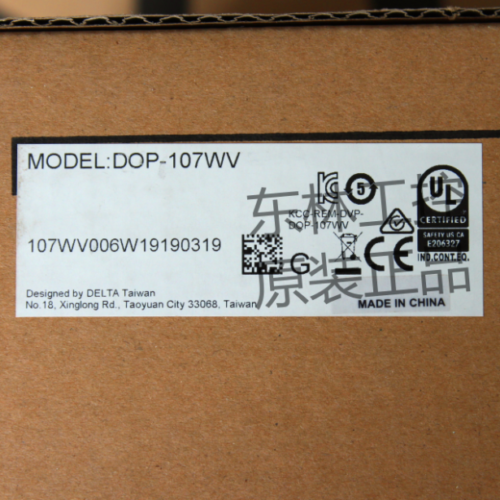 MODEL:DOP-107WV
KCC-REM-DVP-
DOP-107WV
5
UL
CERTIFIED
SAFETY US CA
E206327
IND.CONT.EQ.
107WV006W19190319
G
CE
Designed by DELTA Taiwan
No.18, Xinglong Rd., Taoyuan City 33068, Taiwan
MADE IN CHINA
东林工控
原装正品